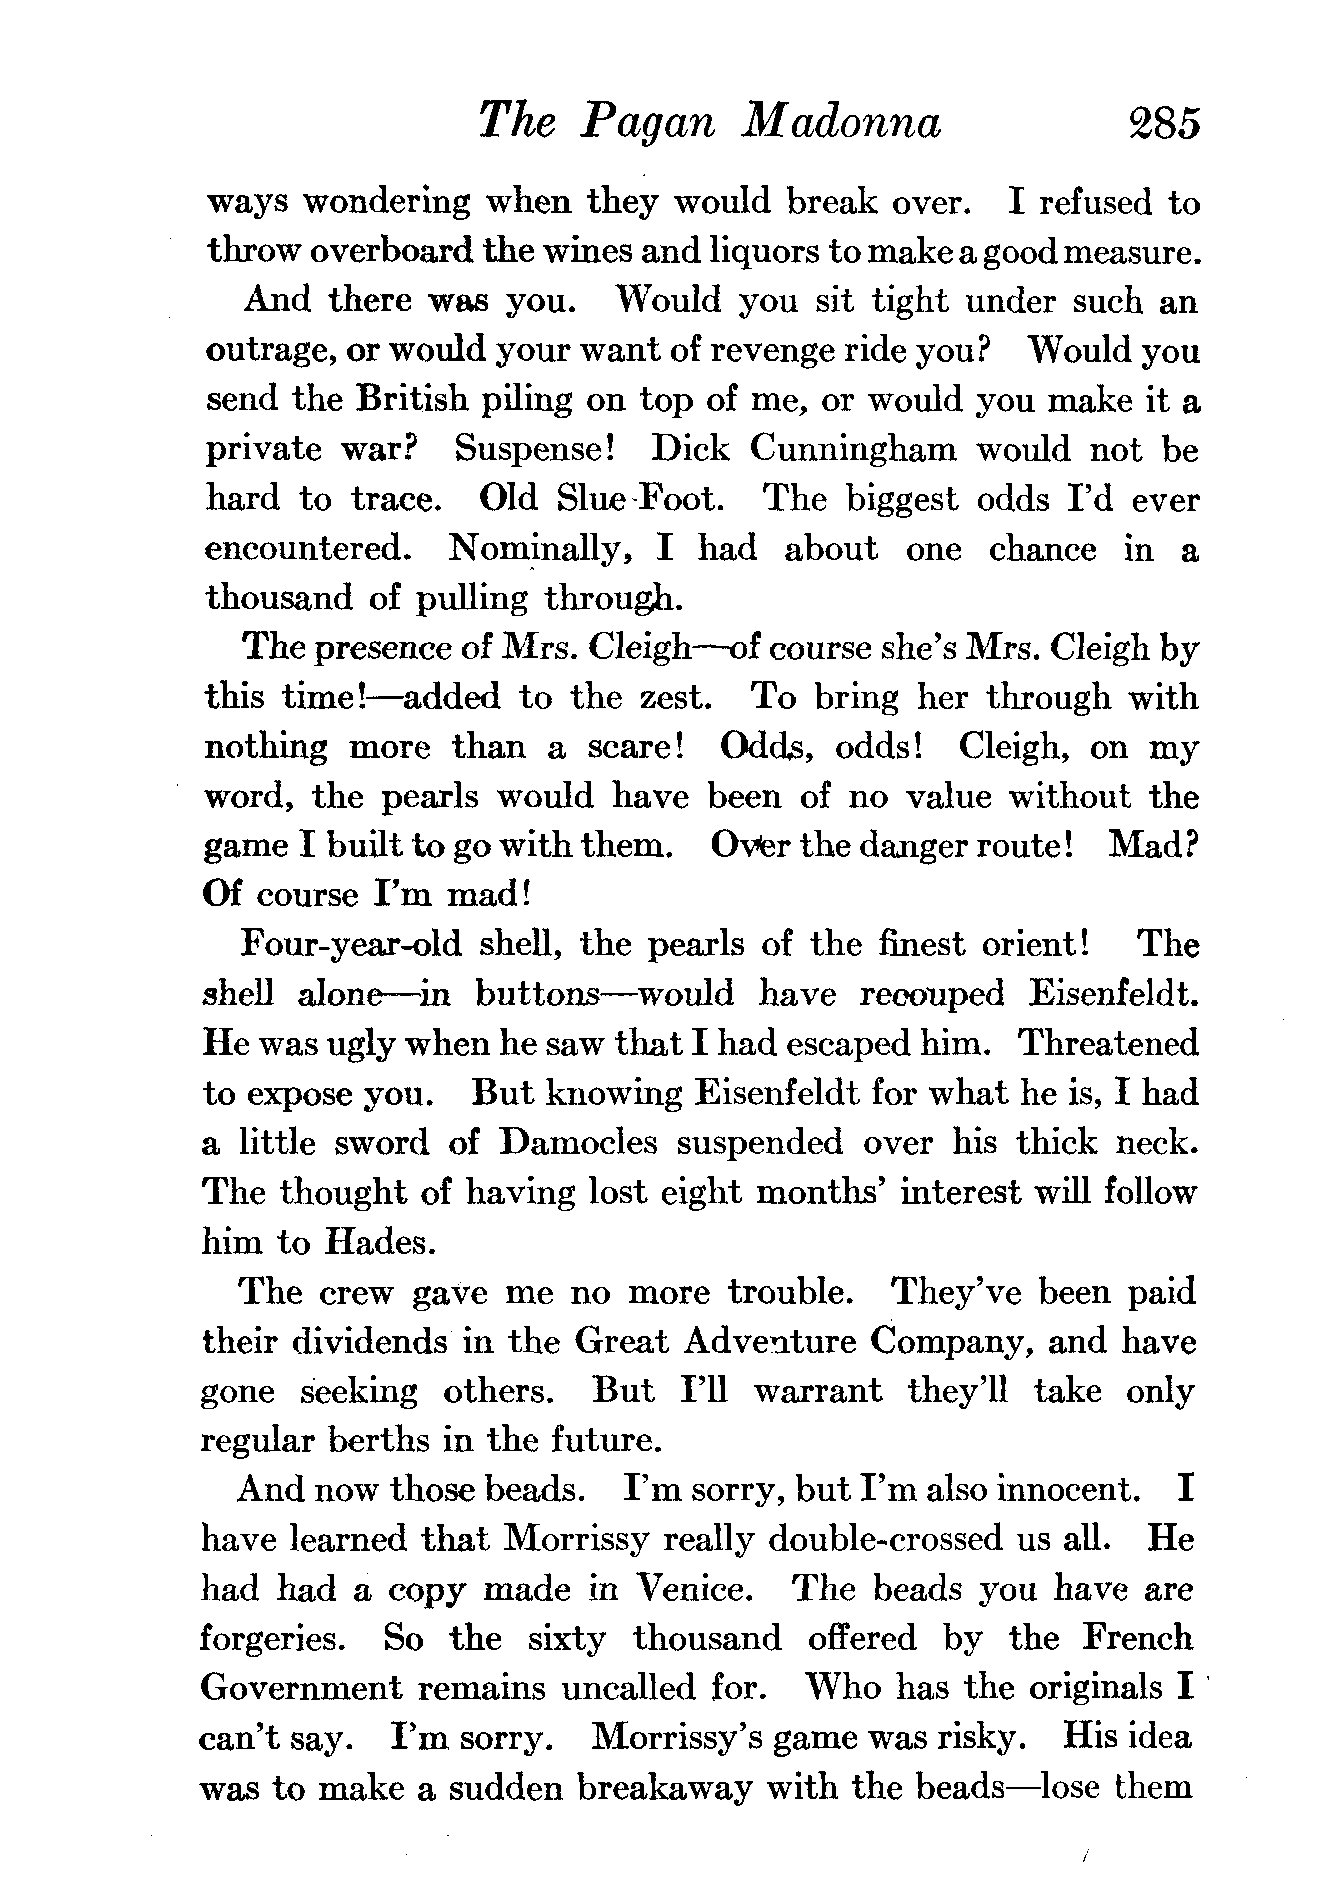 The Pagan Madonna 285
ways wondering when they would break over. I refused to
throw overboard the wines and liquors to make a good measure.
And there was you. Would you sit tight under such an
outrage, or would your want of revenge ride you? Would you
send the British piling on top of me, or would you make it a
private war? Suspense! Dick Cunningham would not be
hard to trace. Old Slue-Foot. The biggest odds I'd ever
encountered. Nominally, I had about one chance in a
thousand of pulling through.
The presence of Mrs. Cleigh—of course she's Mrs. Cleigh by
this time!—added to the zest. To bring her through with
nothing more than a scare! Odds, odds! Cleigh, on my
word, the pearls would have been of no value without the
game I built to go with them. Over the danger route! Mad?
Of course I'm mad!
Four-year-old shell, the pearls of the finest orient! The
shell alone—in buttons—would have recouped Eisenfeldt.
He was ugly when he saw that I had escaped him. Threatened
to expose you. But knowing Eisenfeldt for what he is, I had
a little sword of Damocles suspended over his thick neck.
The thought of having lost eight months' interest will follow
him to Hades.
The crew gave me no more trouble. They've been paid
their dividends in the Great Adventure Company, and have
gone seeking others. But I'll warrant they'll take only
regular berths in the future.
And now those beads. I'm sorry, but I'm also innocent. I
have learned that Morrissy really double-crossed us all. He
had had a copy made in Venice. The beads you have are
forgeries. So the sixty thousand offered by the French
Government remains uncalled for. Who has the originals I
can't say. I'm sorry. Morrissy's game was risky. His idea
was to make a sudden breakaway with the beads—lose them